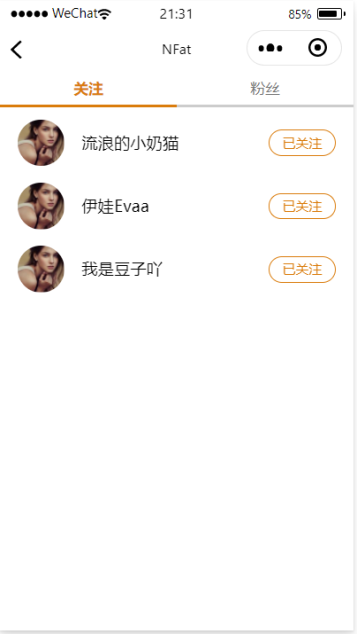 WeChat 21:31 85%
NFat
关注 粉丝
流浪的小奶猫 已关注
伊娃Evaa 已关注
我是豆子吖 已关注